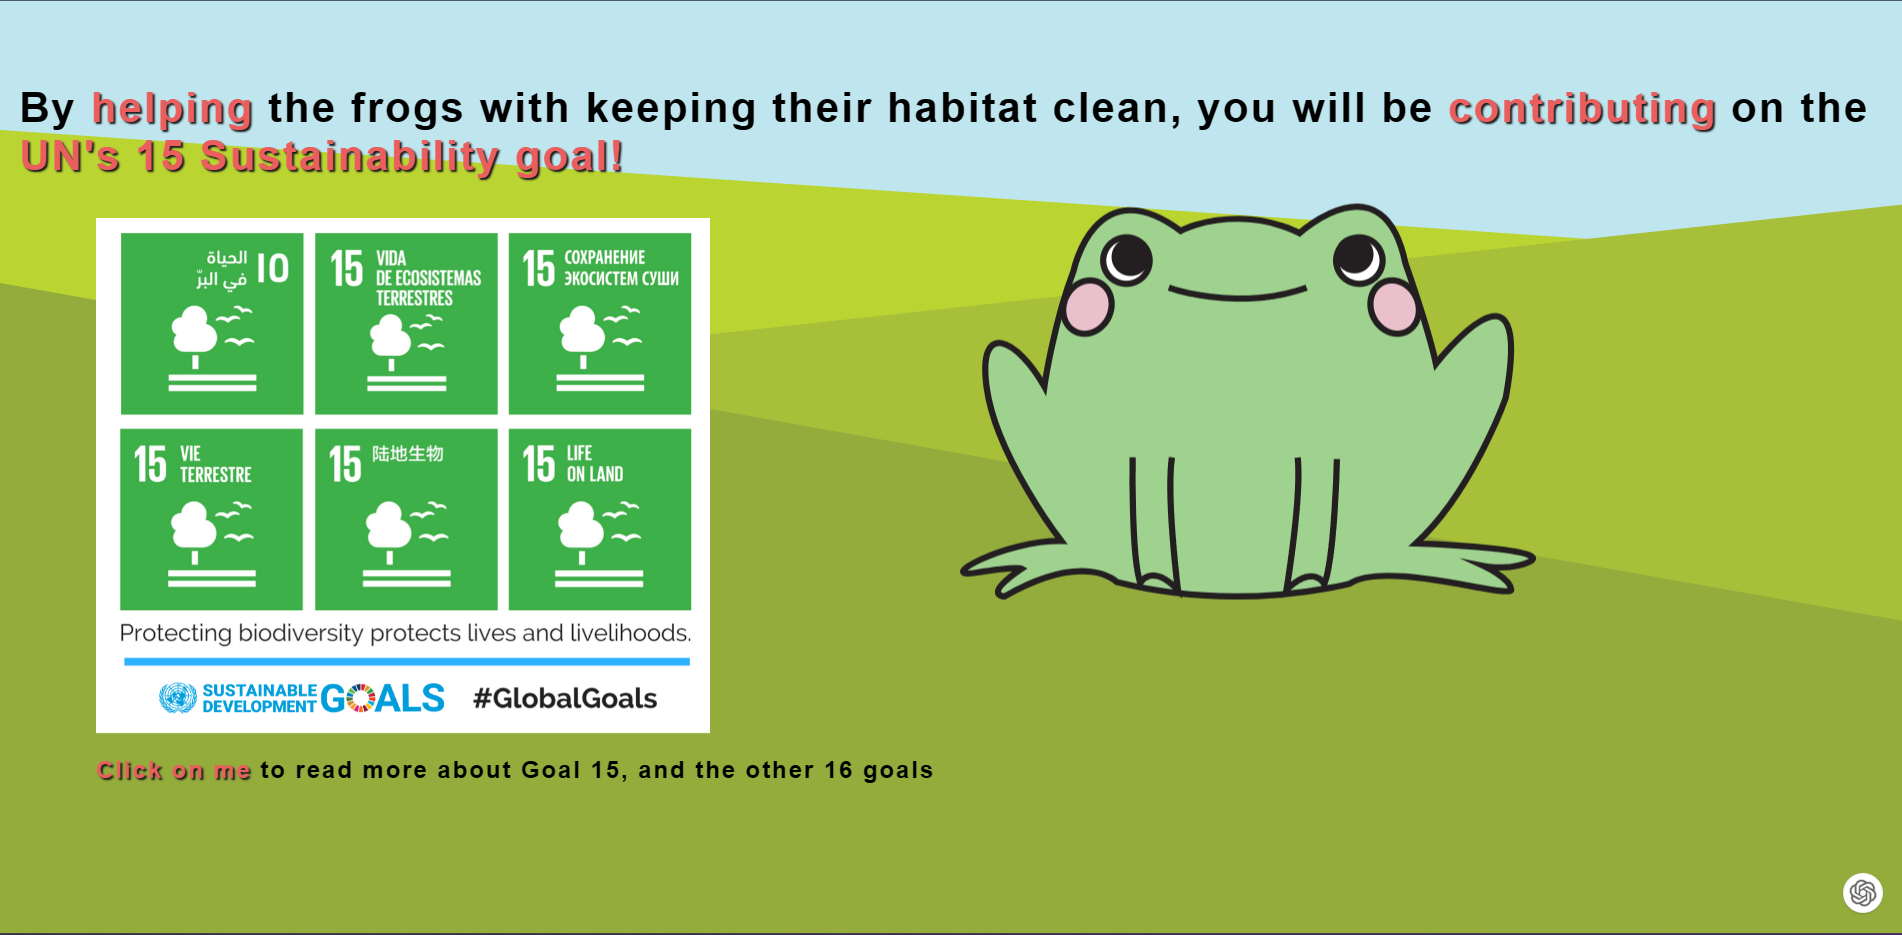 By helping the frogs with keeping their habitat clean, you will be contributing on the
UN's 15 Sustainability goal!
١٥ الحياة
في البرّ
15 VIDA
DE ECOSISTEMAS
TERRESTRES
15 СОХРАНЕНИЕ
ЭКОСИСТЕМ СУШИ
15 VIE
TERRESTRE
15 陆地生物
15 LIFE
ON LAND
Protecting biodiversity protects lives and livelihoods.
SUSTAINABLE
DEVELOPMENT GOALS
#GlobalGoals
Click on me to read more about Goal 15, and the other 16 goals